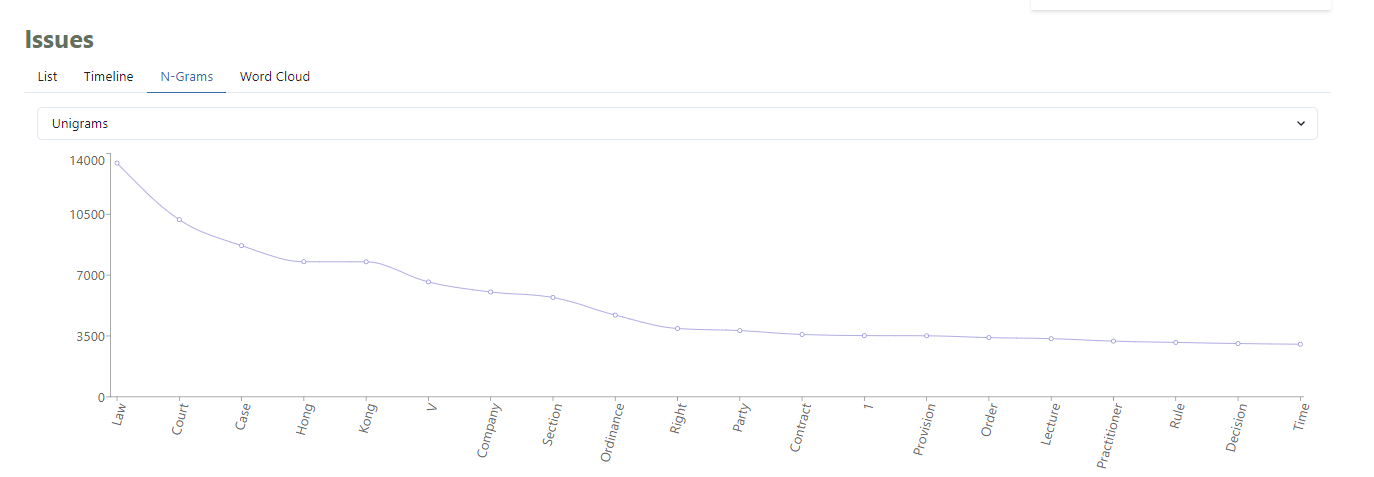 Issues
List Timeline N-Grams Word Cloud
Unigrams
14000
10500
7000
3500
0
Law Court Case Hong Kong V Company Section Ordinance Right Party Contract 1 Provision Order Lecture Practitioner Rule Decision Time